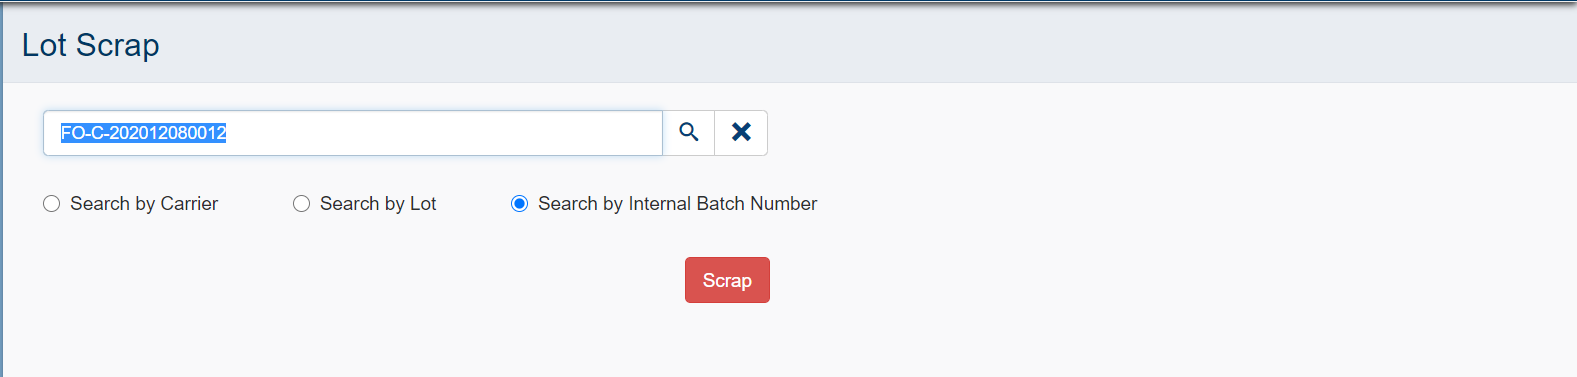 Lot Scrap
FO-C-202012080012
Search by Carrier
Search by Lot
Search by Internal Batch Number
Scrap